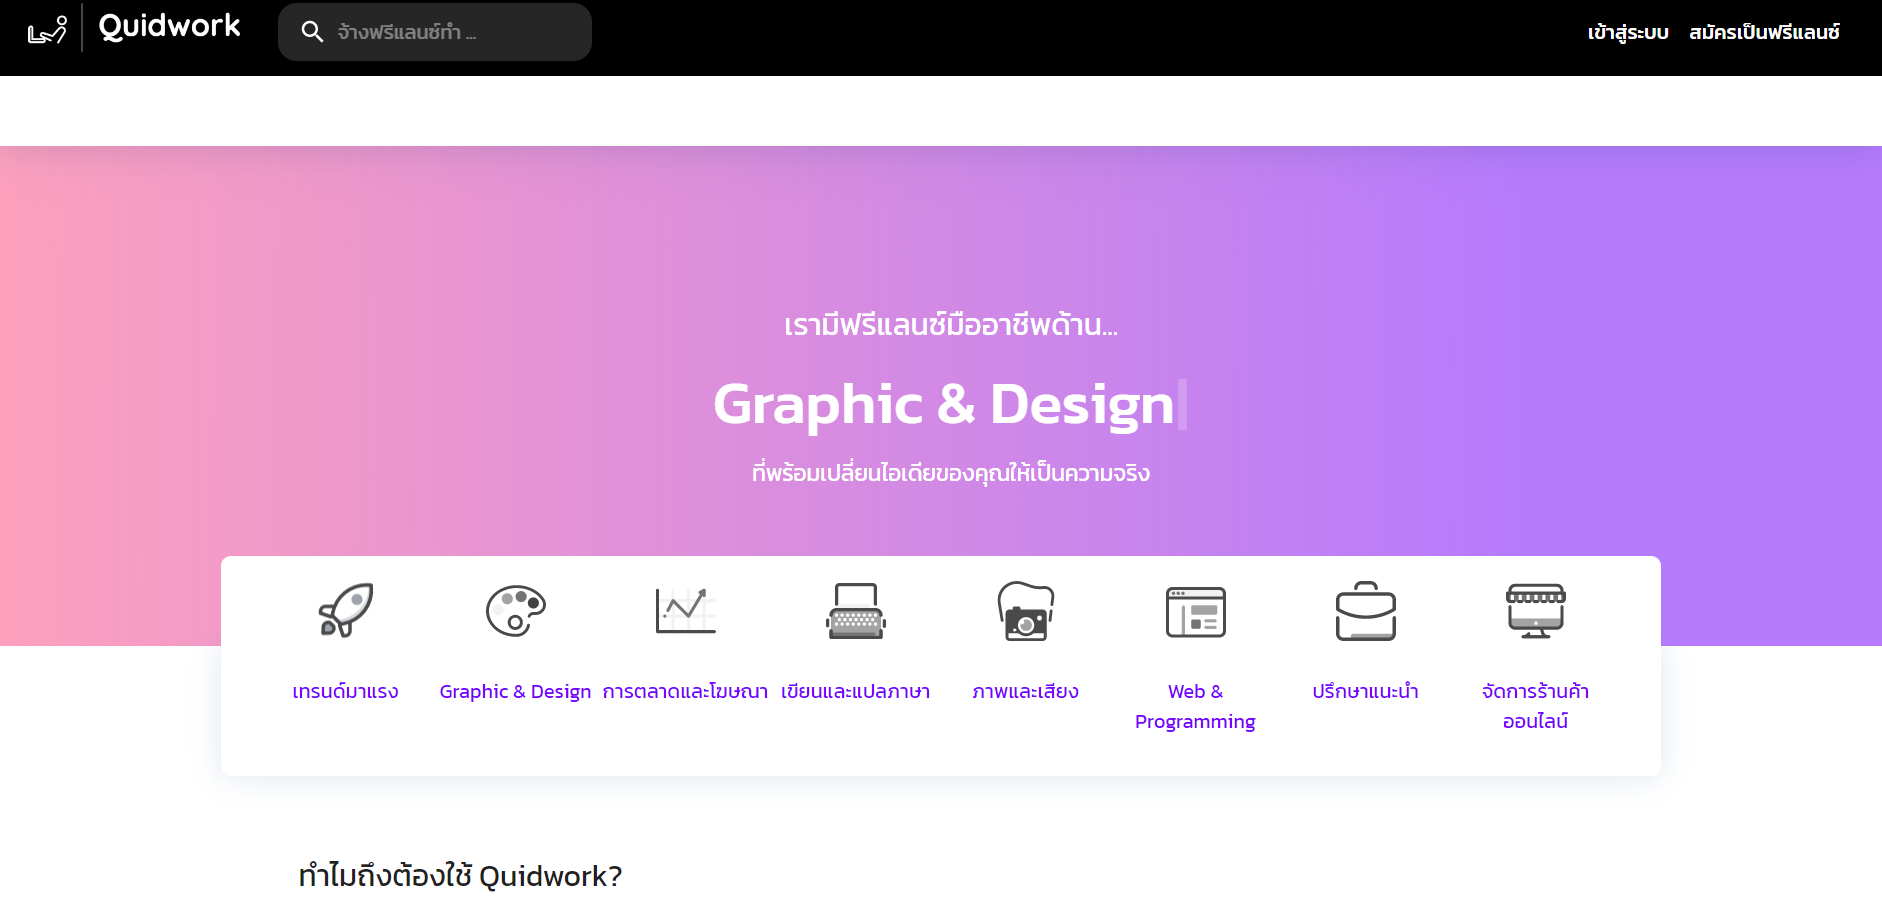 Quidwork
จ้างฟรีแลนซ์ทำ ...
เข้าสู่ระบบ
สมัครเป็นฟรีแลนซ์
เรามีฟรีแลนซ์มืออาชีพด้าน...
Graphic & Design
ที่พร้อมเปลี่ยนไอเดียของคุณให้เป็นความจริง
เทรนด์มาแรง
Graphic & Design
การตลาดและโฆษณา
เขียนและแปลภาษา
ภาพและเสียง
Web &
Programming
ปรึกษาแนะนำ
จัดการร้านค้า
ออนไลน์
ทำไมถึงต้องใช้ Quidwork?